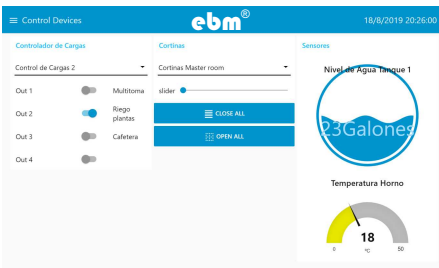 Control Devices
ebm®
18/8/2019 20:26:00
Controlador de Cargas
Control de Cargas 2
Out 1
Multitoma
Out 2
Riego
plantas
Out 3
Cafetera
Out 4
Cortinas
Cortinas Master room
slider
CLOSE ALL
OPEN ALL
Sensores
Nivel de Agua Tanque 1
23Galones
Temperatura Horno
18
0
°C
50